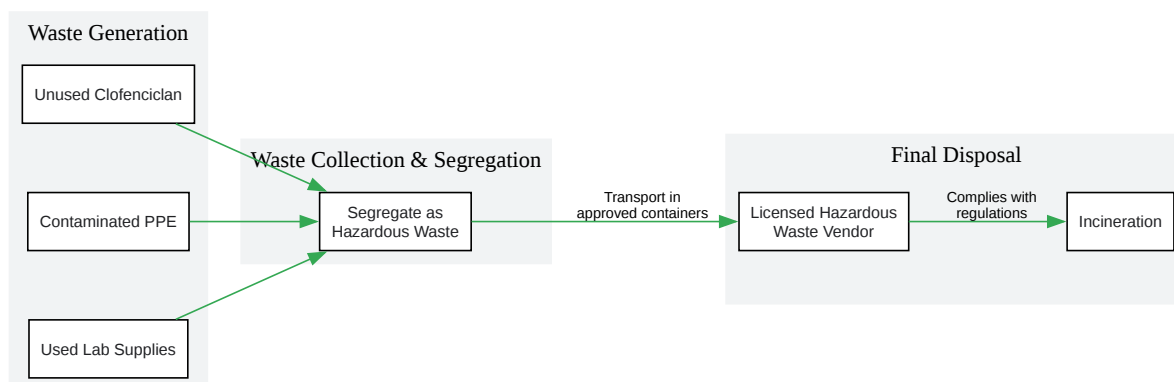 Waste Generation
Unused Clofenciclan
Contaminated PPE
Used Lab Supplies
Waste Collection & Segregation
Segregate as
Hazardous Waste
Transport in
approved containers
Final Disposal
Licensed Hazardous
Waste Vendor
Complies with
regulations
Incineration